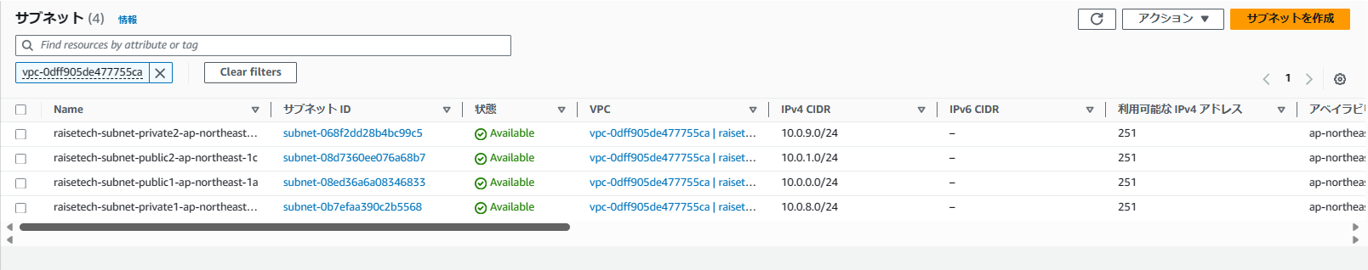 サブネット (4) 情報
アクション ▼
サブネットを作成
Find resources by attribute or tag
vpc-0dff905de477755ca
Clear filters
1
Name サブネット ID 状態 VPC IPv4 CIDR IPv6 CIDR 利用可能な IPv4 アドレス アベイラビ
raisetech-subnet-private2-ap-northeast... subnet-068f2dd28b4bc99c5 Available vpc-0dff905de477755ca | raiset... 10.0.9.0/24 – 251 ap-northea
raisetech-subnet-public2-ap-northeast-1c subnet-08d7360ee076a68b7 Available vpc-0dff905de477755ca | raiset... 10.0.1.0/24 – 251 ap-northea
raisetech-subnet-public1-ap-northeast-1a subnet-08ed36a6a08346833 Available vpc-0dff905de477755ca | raiset... 10.0.0.0/24 – 251 ap-northea
raisetech-subnet-private1-ap-northeast... subnet-0b7efaa390c2b5568 Available vpc-0dff905de477755ca | raiset... 10.0.8.0/24 – 251 ap-northea